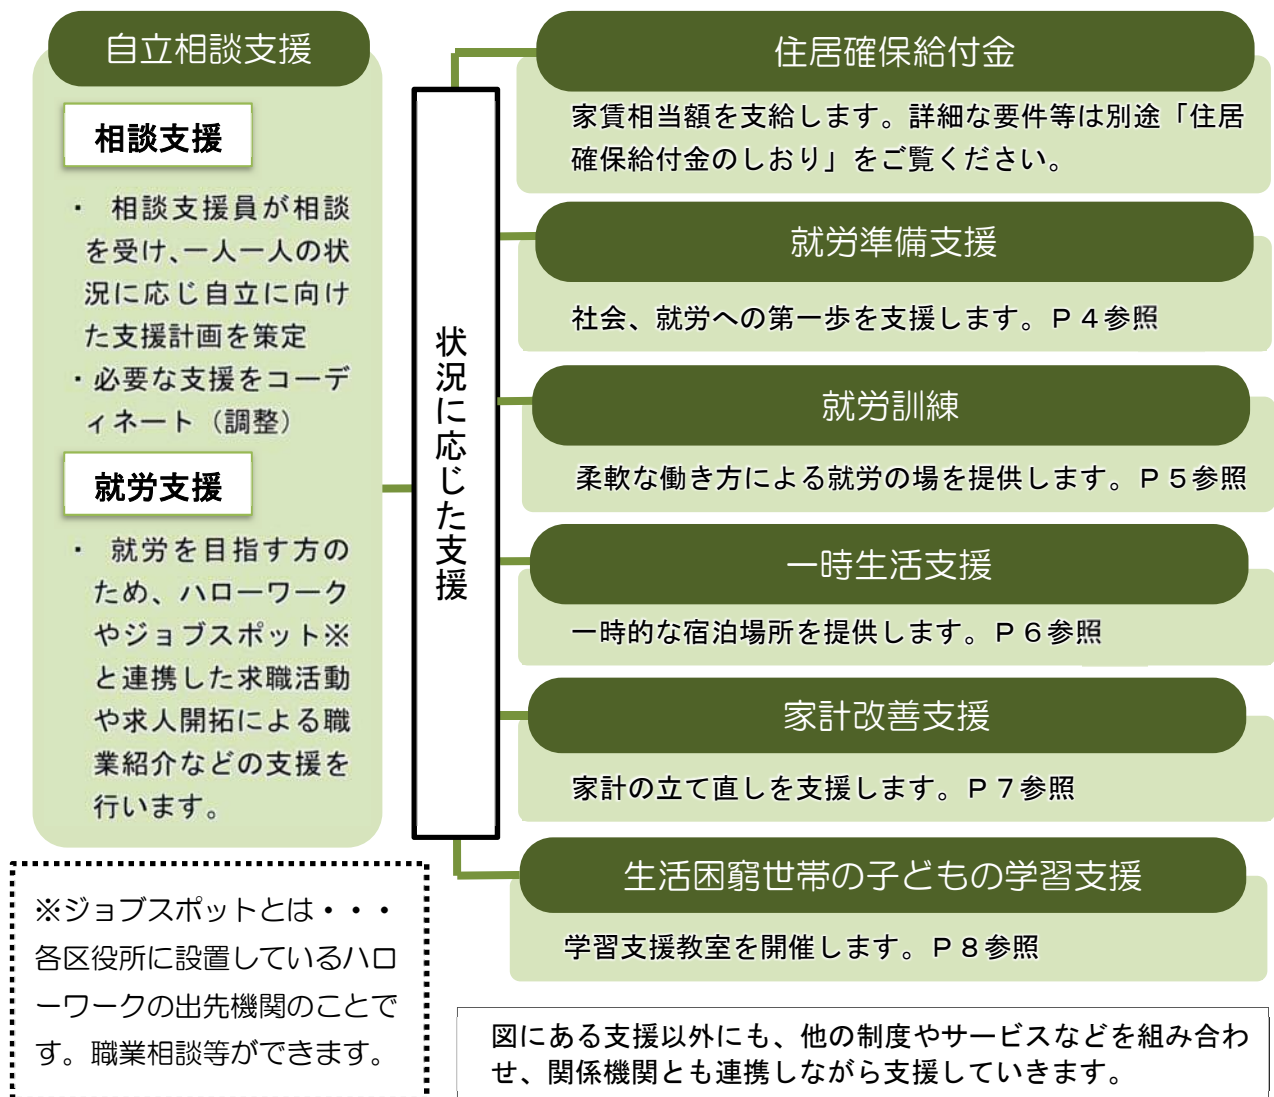 自立相談支援
相談支援
・ 相談支援員が相談
を受け､一人一人の状
況に応じ自立に向け
た支援計画を策定
・必要な支援をコーデ
ィネート（調整）
就労支援
・ 就労を目指す方の
ため、ハローワーク
やジョブスポット※
と連携した求職活動
や求人開拓による職
業紹介などの支援を
行います。
※ジョブスポットとは・・・
各区役所に設置しているハロ
ーワークの出先機関のことで
す。職業相談等ができます。
状況に応じた支援
住居確保給付金
家賃相当額を支給します。詳細な要件等は別途「住居
確保給付金のしおり」をご覧ください。
就労準備支援
社会、就労への第一歩を支援します。Ｐ４参照
就労訓練
柔軟な働き方による就労の場を提供します。Ｐ５参照
一時生活支援
一時的な宿泊場所を提供します。Ｐ６参照
家計改善支援
家計の立て直しを支援します。Ｐ７参照
生活困窮世帯の子どもの学習支援
学習支援教室を開催します。Ｐ８参照
図にある支援以外にも、他の制度やサービスなどを組み合わ
せ、関係機関とも連携しながら支援していきます。